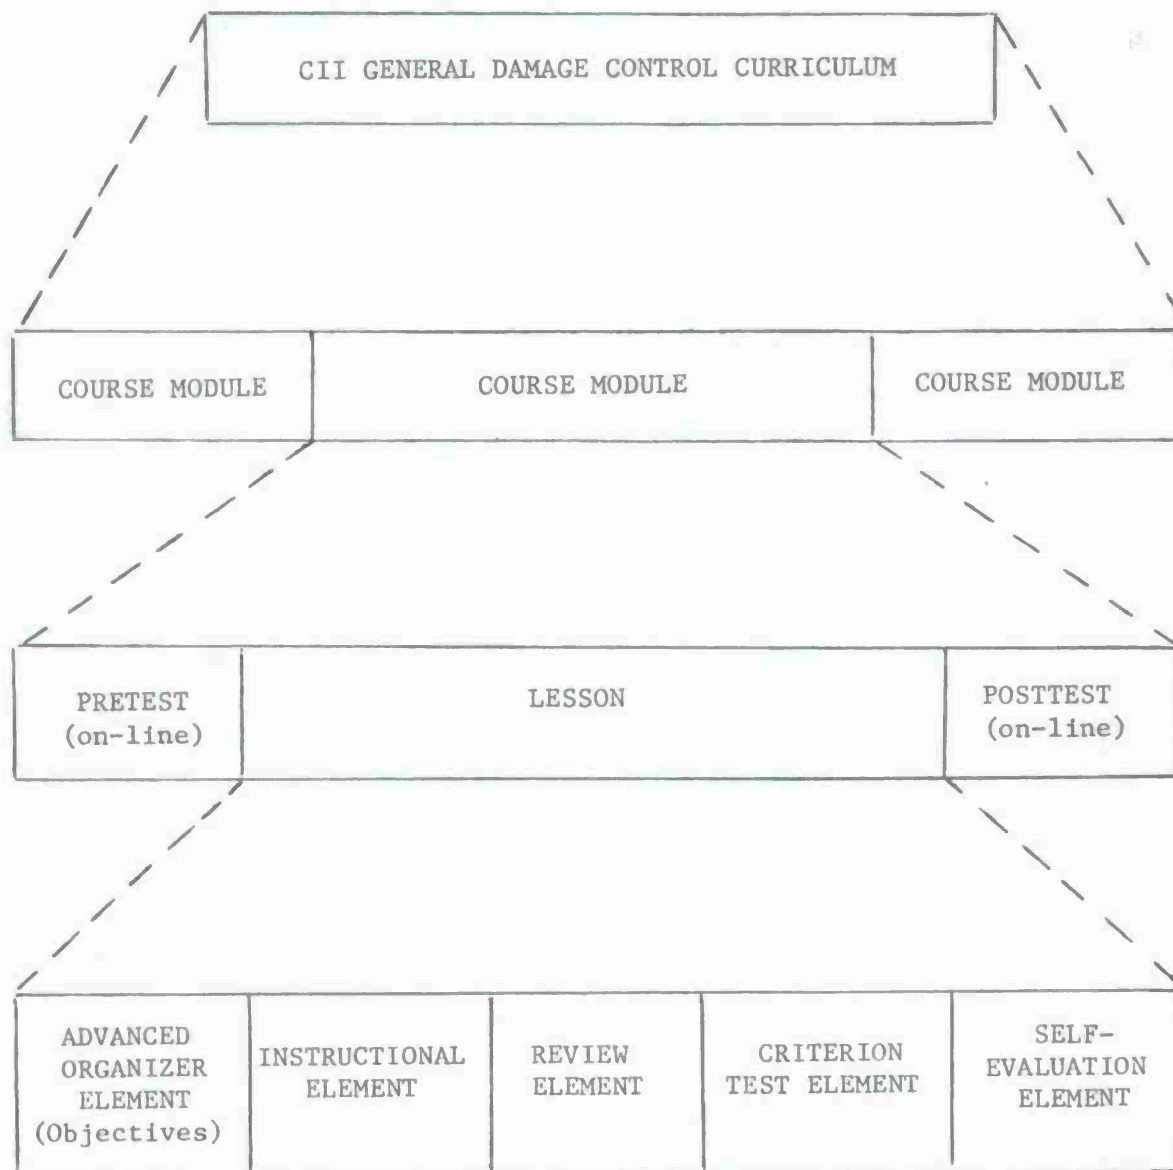 CII GENERAL DAMAGE CONTROL CURRICULUM
COURSE MODULE
COURSE MODULE
COURSE MODULE
PRETEST
(on-line)
LESSON
POSTTEST
(on-line)
ADVANCED
ORGANIZER
ELEMENT
(Objectives)
INSTRUCTIONAL
ELEMENT
REVIEW
ELEMENT
CRITERION
TEST ELEMENT
SELF-
EVALUATION
ELEMENT